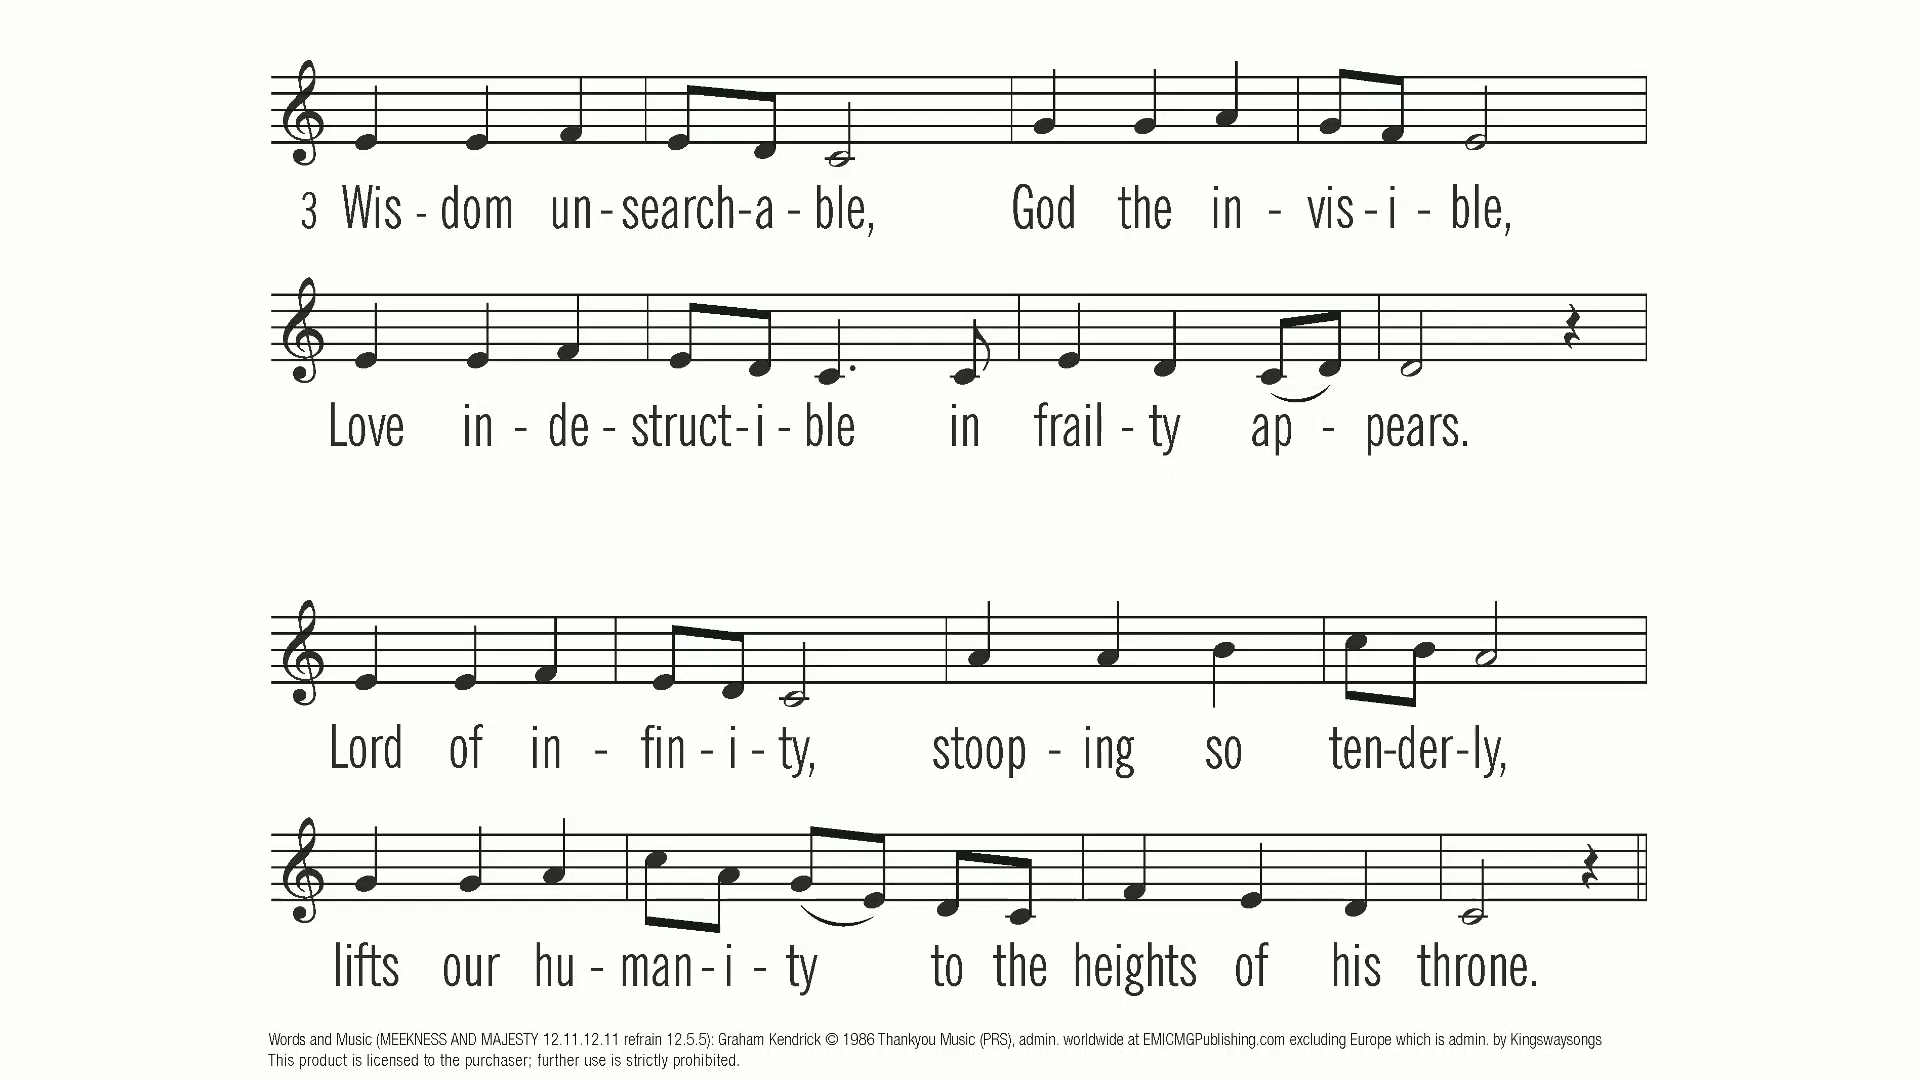 3 Wis - dom un - search - a - ble, God the in - vis - i - ble,
Love in - de - struct - i - ble in frail - ty ap - pears.
Lord of in - fin - i - ty, stoop - ing so ten - der - ly,
lifts our hu - man - i - ty to the heights of his throne.
Words and Music (MEEKNESS AND MAJESTY 12.11.12.11 refrain 12.5.5): Graham Kendrick © 1986 Thankyou Music (PRS), admin. worldwide at EMICMGPublishing.com excluding Europe which is admin. by Kingswaysongs
This product is licensed to the purchaser; further use is strictly prohibited.